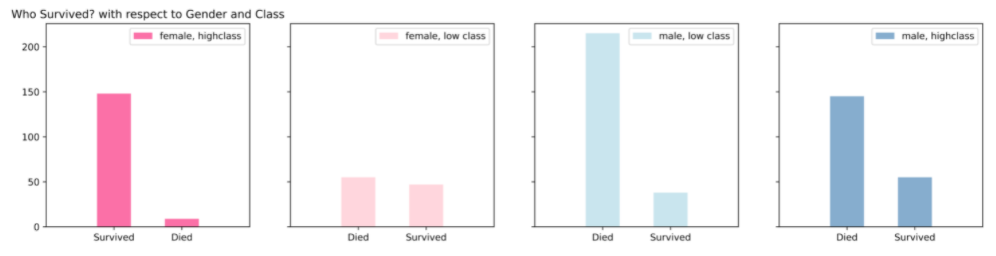 Who Survived? with respect to Gender and Class
female, highclass
female, low class
male, low class
male, highclass
200
150
100
50
0
Survived Died
Died Survived
Died Survived
Died Survived